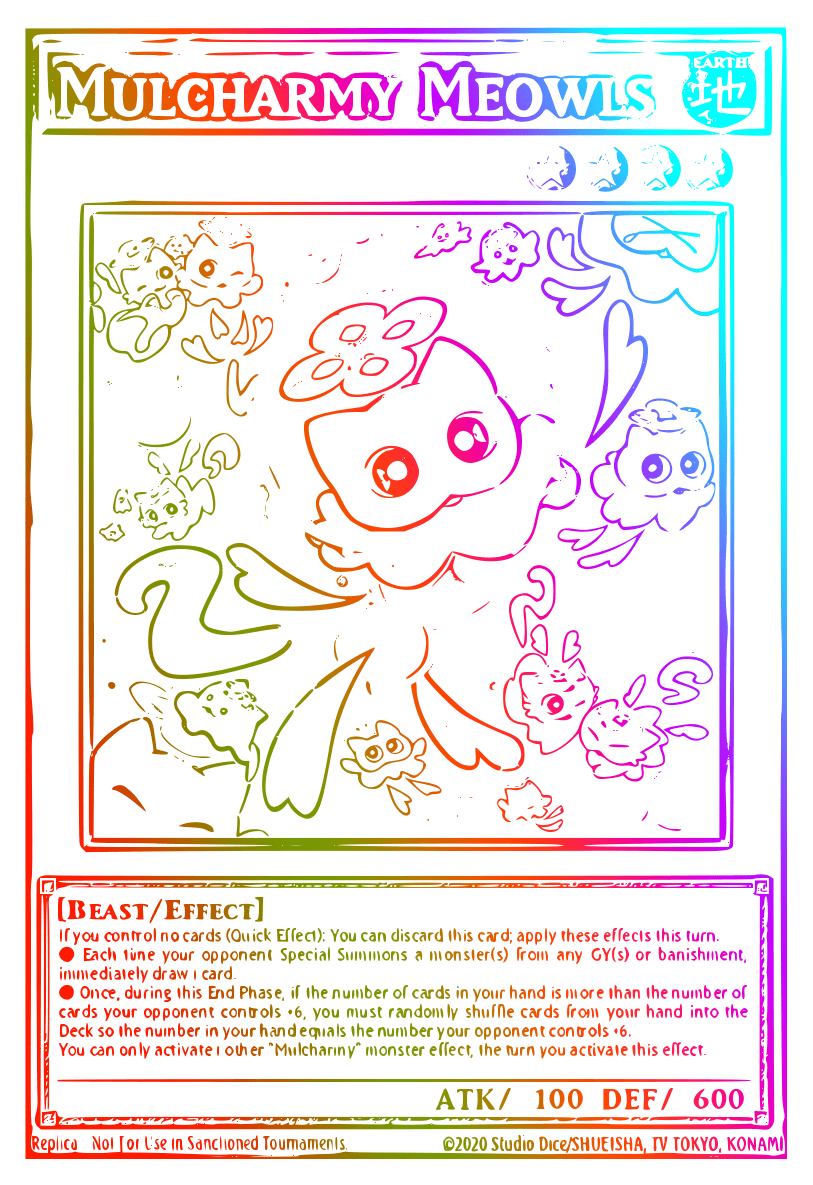 MULCHARMY MEOWLS
EARTH
地
[BEAST/EFFECT]
If you control no cards (Quick Effect): You can discard this card; apply these effects this turn.
● Each time your opponent Special Summons a monster(s) from any GY(s) or banishment,
immediately draw 1 card.
● Once, during this End Phase, if the number of cards in your hand is more than the number of
cards your opponent controls +6, you must randomly shuffle cards from your hand into the
Deck so the number in your hand equals the number your opponent controls +6.
You can only activate 1 other "Mulcharmy" monster effect, the turn you activate this effect.
ATK/ 100 DEF/ 600
Replica Not For Use in Sanctioned Tournaments.
©2020 Studio Dice/SHUEISHA, TV TOKYO, KONAMI